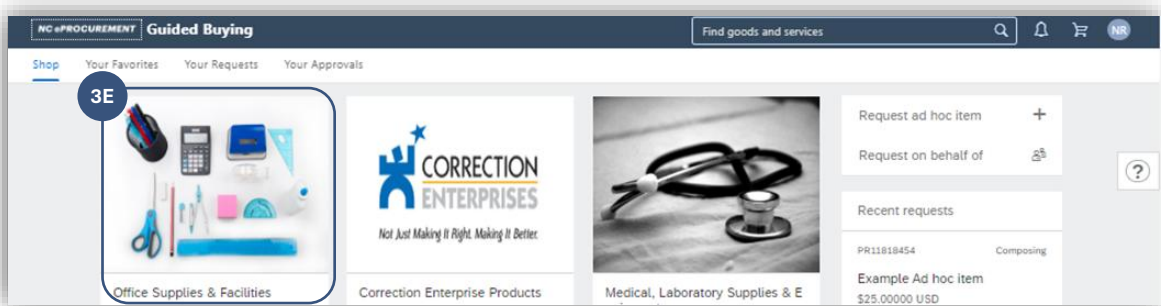 NC ePROCUREMENT Guided Buying
Find goods and services
NR
Shop Your Favorites Your Requests Your Approvals
3E
CORRECTION
ENTERPRISES
Not Just Making It Right. Making It Better.
Office Supplies & Facilities
Correction Enterprise Products
Medical, Laboratory Supplies & E
Request ad hoc item +
Request on behalf of
?
Recent requests
PR11818454 Composing
Example Ad hoc item
$25.00000 USD